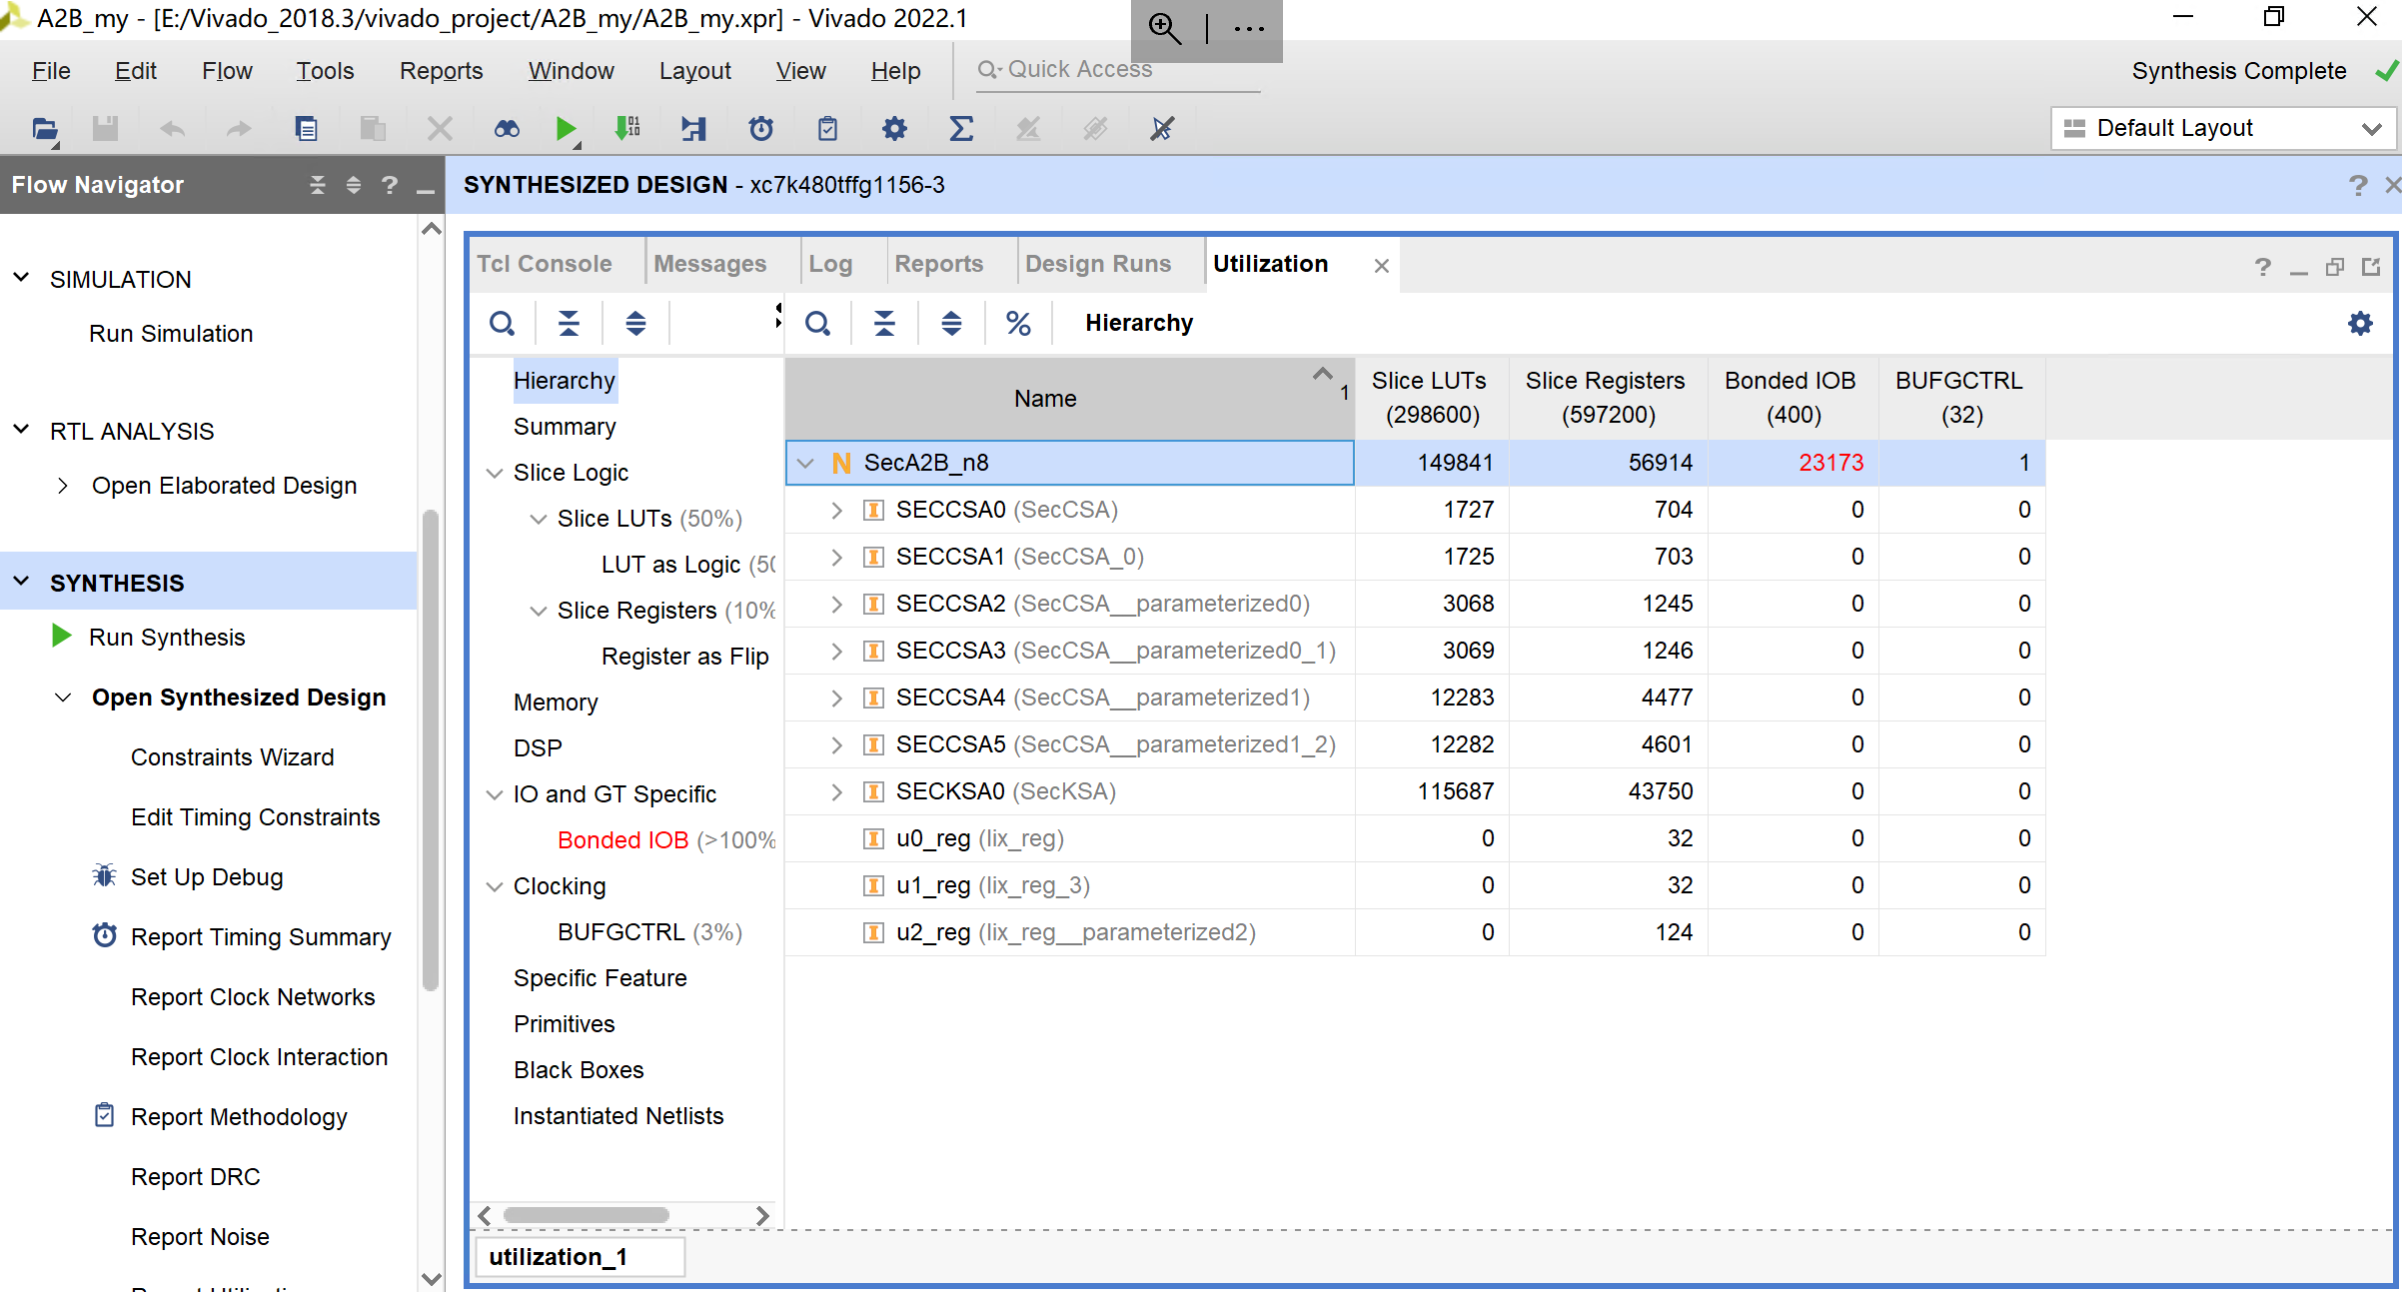 A2B_my - [E:/Vivado_2018.3/vivado_project/A2B_my/A2B_my.xpr] - Vivado 2022.1
File Edit Flow Tools Reports Window Layout View Help
Quick Access
Synthesis Complete
Default Layout
Flow Navigator
SIMULATION
Run Simulation
RTL ANALYSIS
Open Elaborated Design
SYNTHESIS
Run Synthesis
Open Synthesized Design
Constraints Wizard
Edit Timing Constraints
Set Up Debug
Report Timing Summary
Report Clock Networks
Report Clock Interaction
Report Methodology
Report DRC
Report Noise
SYNTHESIZED DESIGN - xc7k480tffg1156-3
Tcl Console Messages Log Reports Design Runs Utilization
Hierarchy
Summary
Slice Logic
Slice LUTs (50%)
LUT as Logic (50
Slice Registers (10%
Register as Flip
Memory
DSP
IO and GT Specific
Bonded IOB (>100%
Clocking
BUFGCTRL (3%)
Specific Feature
Primitives
Black Boxes
Instantiated Netlists
% Hierarchy
Name 1 Slice LUTs (298600) Slice Registers (597200) Bonded IOB (400) BUFGCTRL (32)
N SecA2B_n8 149841 56914 23173 1
I SECCSA0 (SecCSA) 1727 704 0 0
I SECCSA1 (SecCSA_0) 1725 703 0 0
I SECCSA2 (SecCSA__parameterized0) 3068 1245 0 0
I SECCSA3 (SecCSA__parameterized0_1) 3069 1246 0 0
I SECCSA4 (SecCSA__parameterized1) 12283 4477 0 0
I SECCSA5 (SecCSA__parameterized1_2) 12282 4601 0 0
I SECKSA0 (SecKSA) 115687 43750 0 0
I u0_reg (lix_reg) 0 32 0 0
I u1_reg (lix_reg_3) 0 32 0 0
I u2_reg (lix_reg__parameterized2) 0 124 0 0
utilization_1